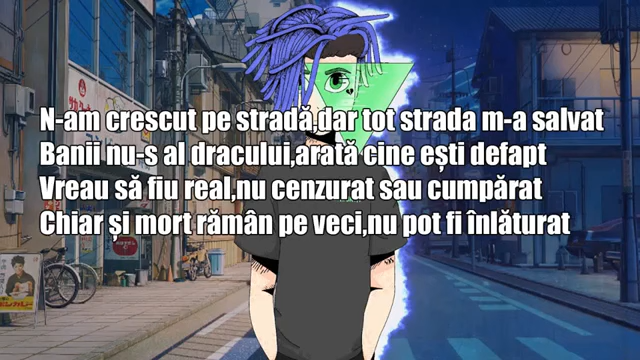 N-am crescut pe stradă,dar tot strada m-a salvat
Banii nu-s al dracului,arată cine ești defapt
Vreau să fiu real,nu cenzurat sau cumpărat
Chiar și mort rămân pe veci,nu pot fi înlăturat